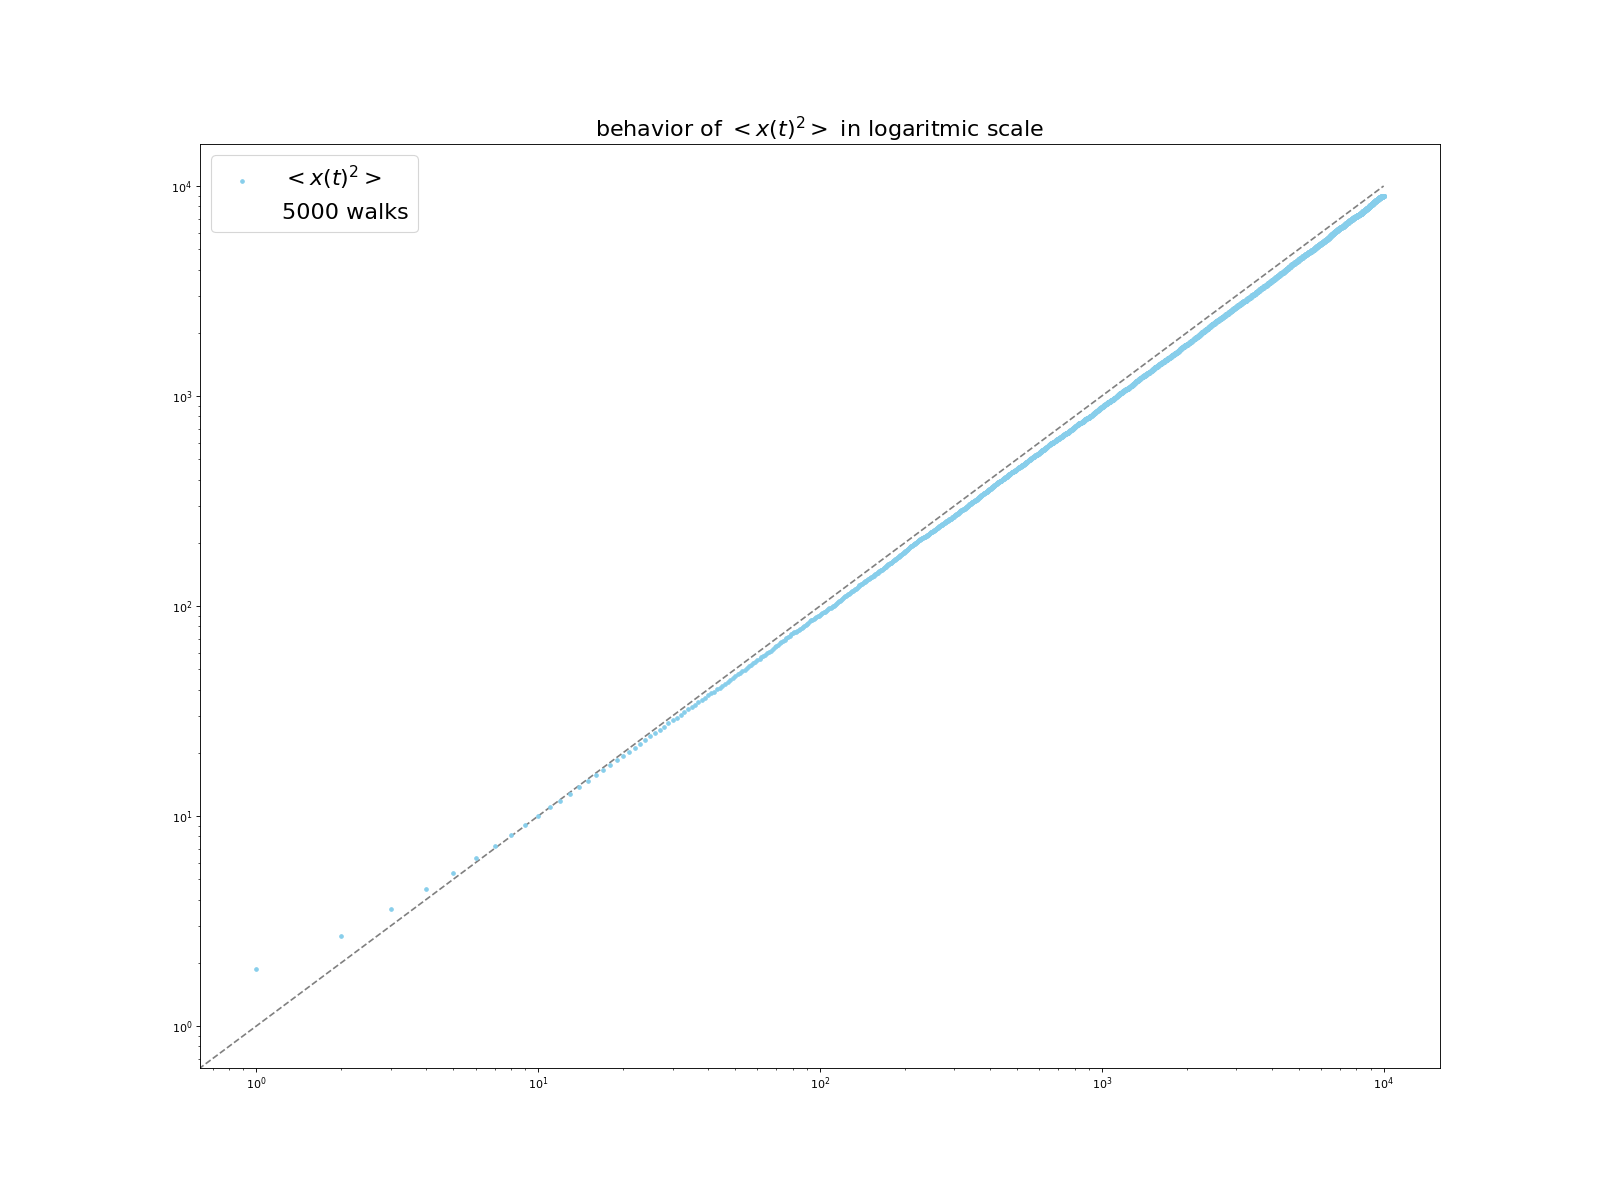 behavior of < x(t)² > in logaritmic scale
< x(t)² >
5000 walks
10⁴
10³
10²
10¹
10⁰
10⁰ 10¹ 10² 10³ 10⁴